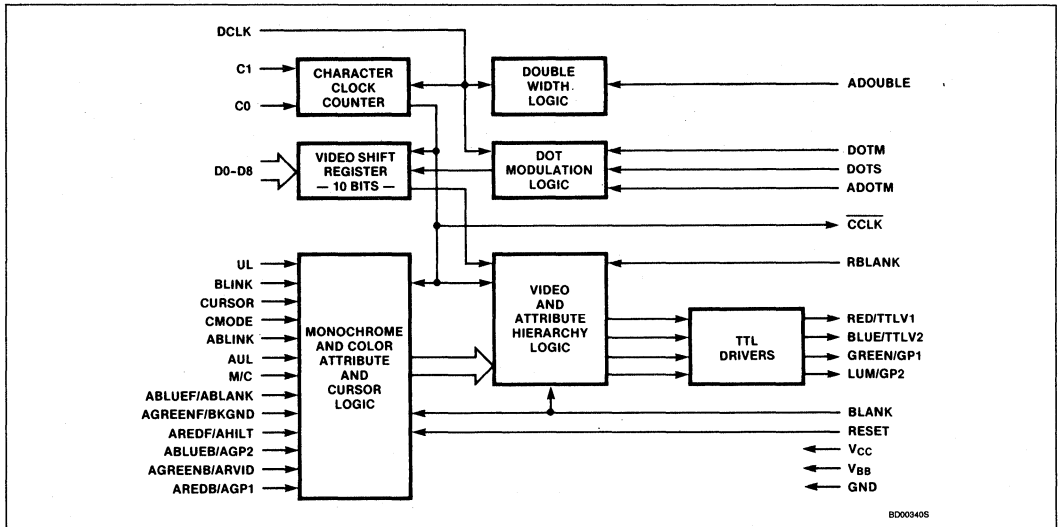 DCLK
C1
C0
CHARACTER
CLOCK
COUNTER
DOUBLE
WIDTH
LOGIC
ADOUBLE
D0–D8
VIDEO SHIFT
REGISTER
— 10 BITS —
DOT
MODULATION
LOGIC
DOTM
DOTS
ADOTM
CCLK
UL
BLINK
CURSOR
CMODE
ABLINK
AUL
M/C
ABLUEF/ABLANK
AGREENF/BKGND
AREDF/AHILT
ABLUEB/AGP2
AGREENB/ARVID
AREDB/AGP1
MONOCHROME
AND COLOR
ATTRIBUTE
AND
CURSOR
LOGIC
VIDEO
AND
ATTRIBUTE
HIERARCHY
LOGIC
TTL
DRIVERS
RBLANK
RED/TTLV1
BLUE/TTLV2
GREEN/GP1
LUM/GP2
BLANK
RESET
VCC
VBB
GND
BD00340S